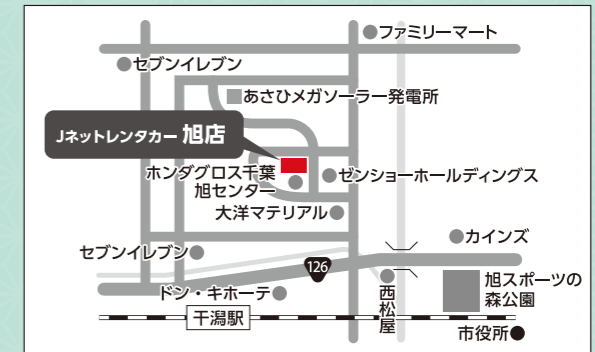 ファミリーマート
セブンイレブン
あさひメガソーラー発電所
Jネットレンタカー 旭店
ホンダグロス千葉
旭センター
ゼンショーホールディングス
大洋マテリアル
カインズ
セブンイレブン
126
旭スポーツの
森公園
ドン・キホーテ
西松屋
干潟駅
市役所